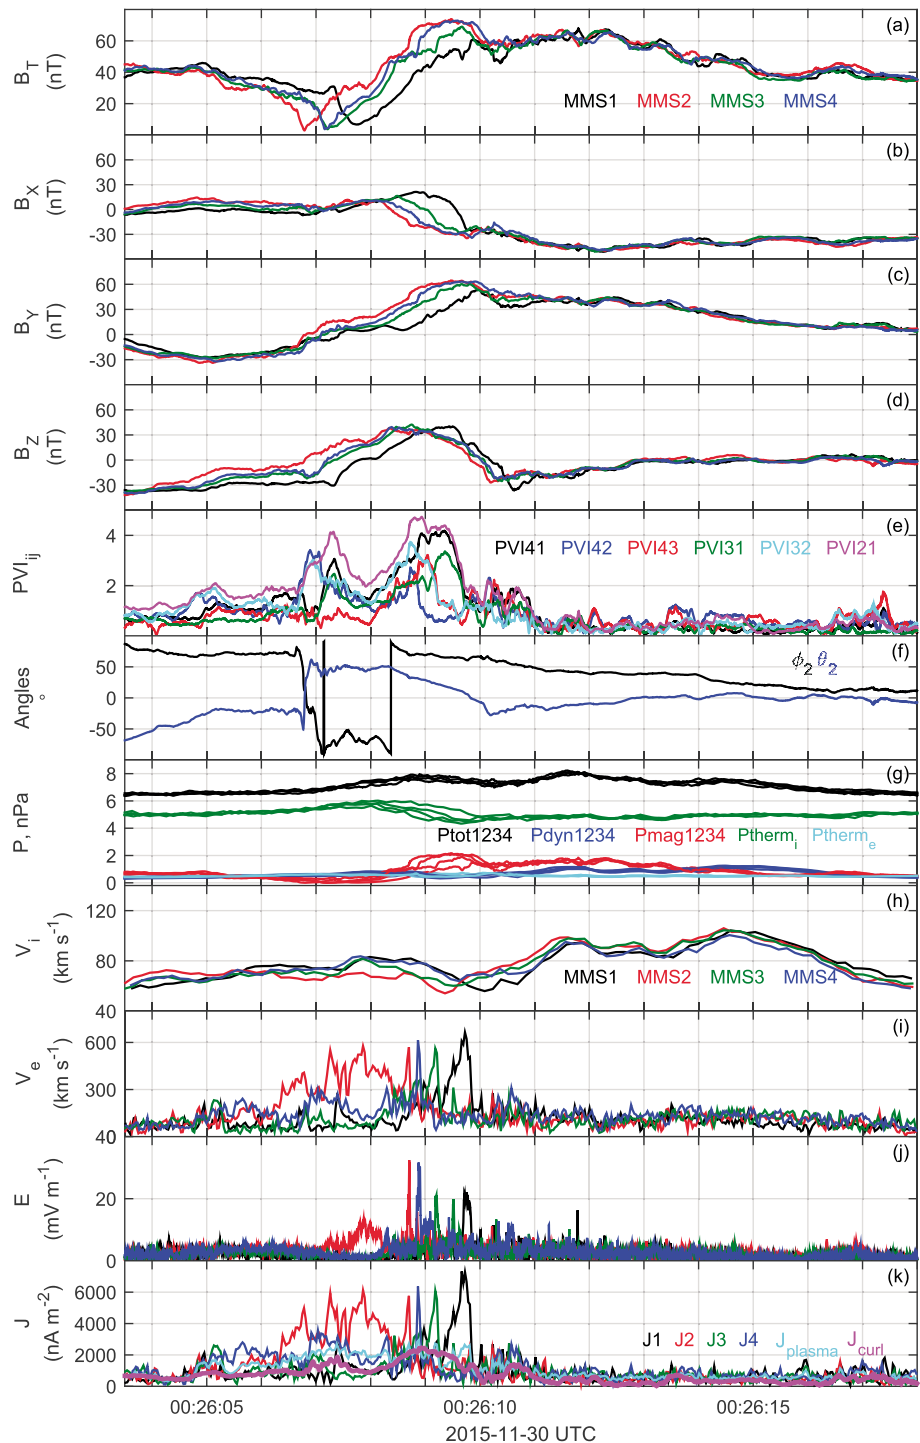 (a)
60
40
20
B_T
(nT)
MMS1 MMS2 MMS3 MMS4
(b)
60
30
0
-30
B_X
(nT)
(c)
60
30
0
-30
B_Y
(nT)
(d)
60
30
0
-30
B_Z
(nT)
(e)
4
2
PVI_ij
PVI41 PVI42 PVI43 PVI31 PVI32 PVI21
(f)
50
0
-50
Angles
°
ϕ_2 θ_2
(g)
8
6
4
2
0
P, nPa
Ptot1234 Pdyn1234 Pmag1234 Ptherm_i Ptherm_e
(h)
120
80
40
V_i
(km s^-1)
MMS1 MMS2 MMS3 MMS4
(i)
600
300
40
V_e
(km s^-1)
(j)
20
0
E
(mV m^-1)
(k)
6000
4000
2000
0
J
(nA m^-2)
J1 J2 J3 J4 J_plasma J_curl
00:26:05 00:26:10 00:26:15
2015-11-30 UTC